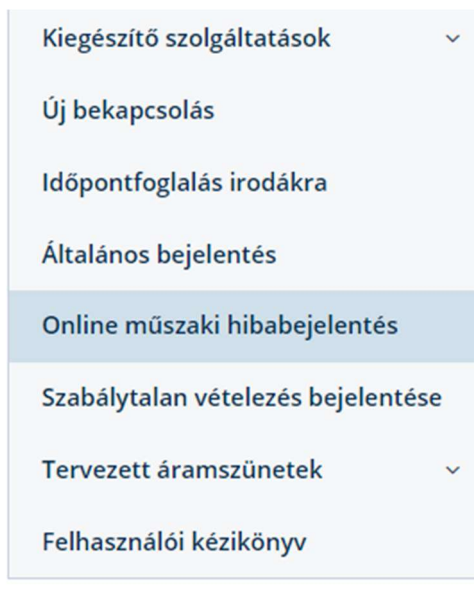 Kiegészítő szolgáltatások
Új bekapcsolás
Időpontfoglalás irodákra
Általános bejelentés
Online műszaki hibabejelentés
Szabálytalan vételezés bejelentése
Tervezett áramszünetek
Felhasználói kézikönyv